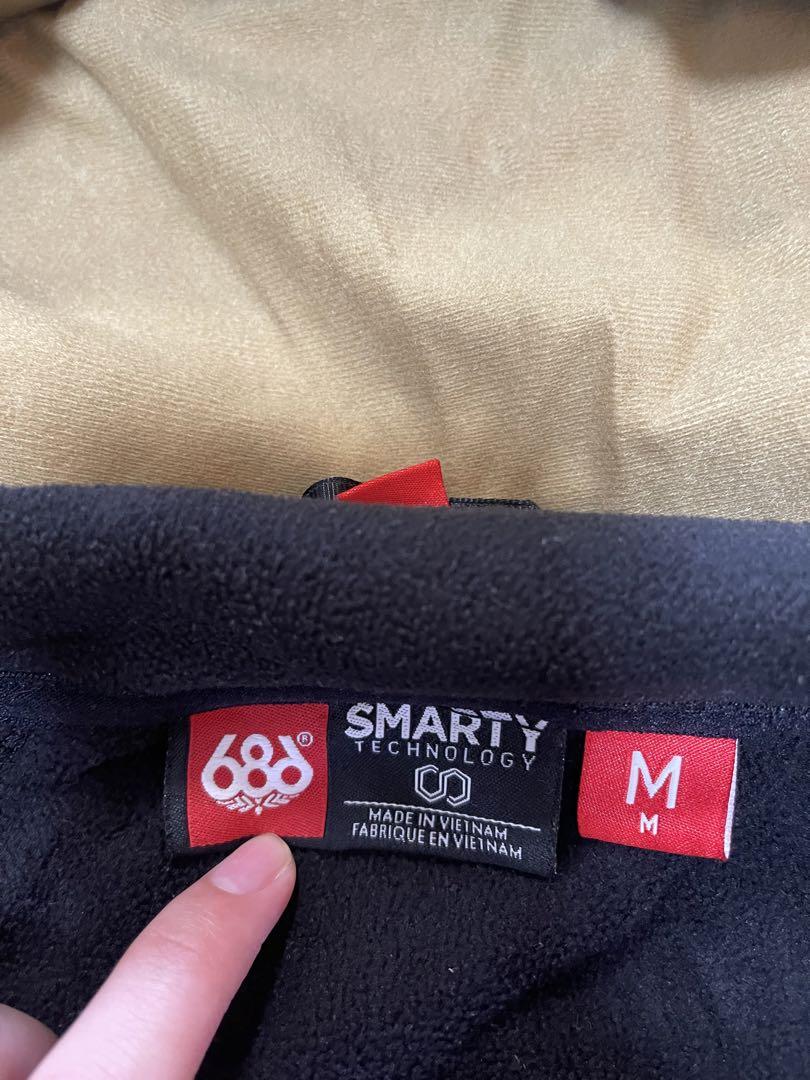 686®
SMARTY
TECHNOLOGY
MADE IN VIETNAM
FABRIQUE EN VIETNAM
M
M